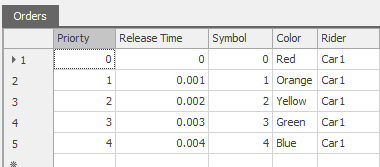 Orders
Priorty Release Time Symbol Color Rider
1 0 0 0 Red Car1
2 1 0.001 1 Orange Car1
3 2 0.002 2 Yellow Car1
4 3 0.003 3 Green Car1
5 4 0.004 4 Blue Car1